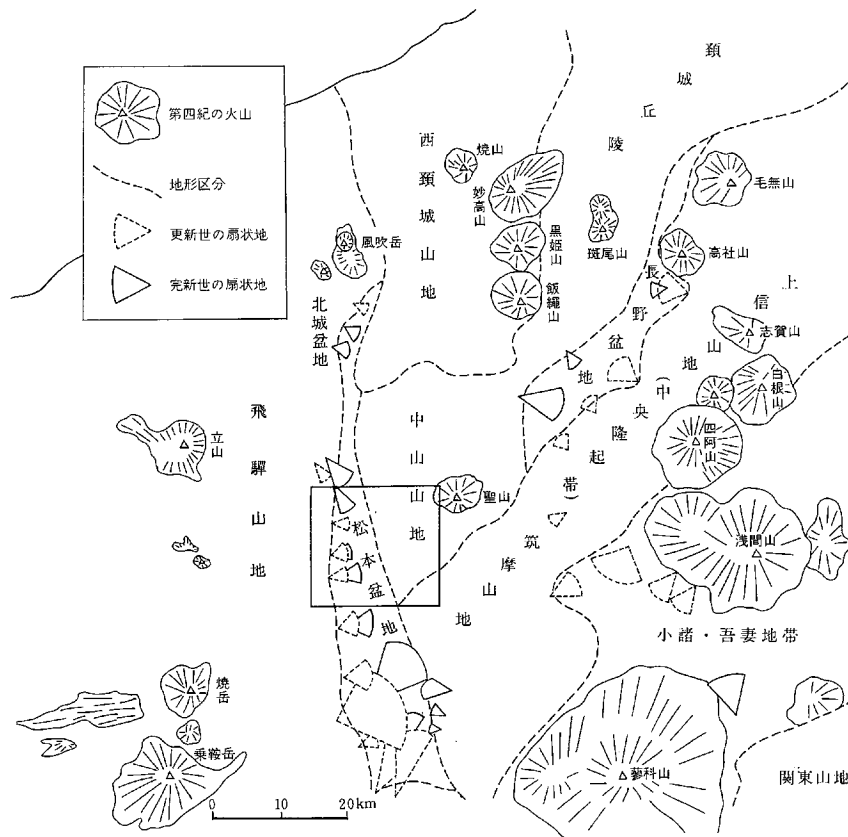 第四紀の火山
地形区分
更新世の扇状地
完新世の扇状地
頚城丘陵
西頚城山地
焼山
妙高山
黒姫山
飯縄山
斑尾山
毛無山
高社山
風吹岳
北城盆地
長野盆地
上信山地
志賀山
白根山
四阿山
(中央隆起帯)
飛驒山地
立山
中山山地
聖山
松本盆地
筑摩山地
浅間山
小諸・吾妻地帯
焼岳
乗鞍岳
蓼科山
関東山地
0 10 20km